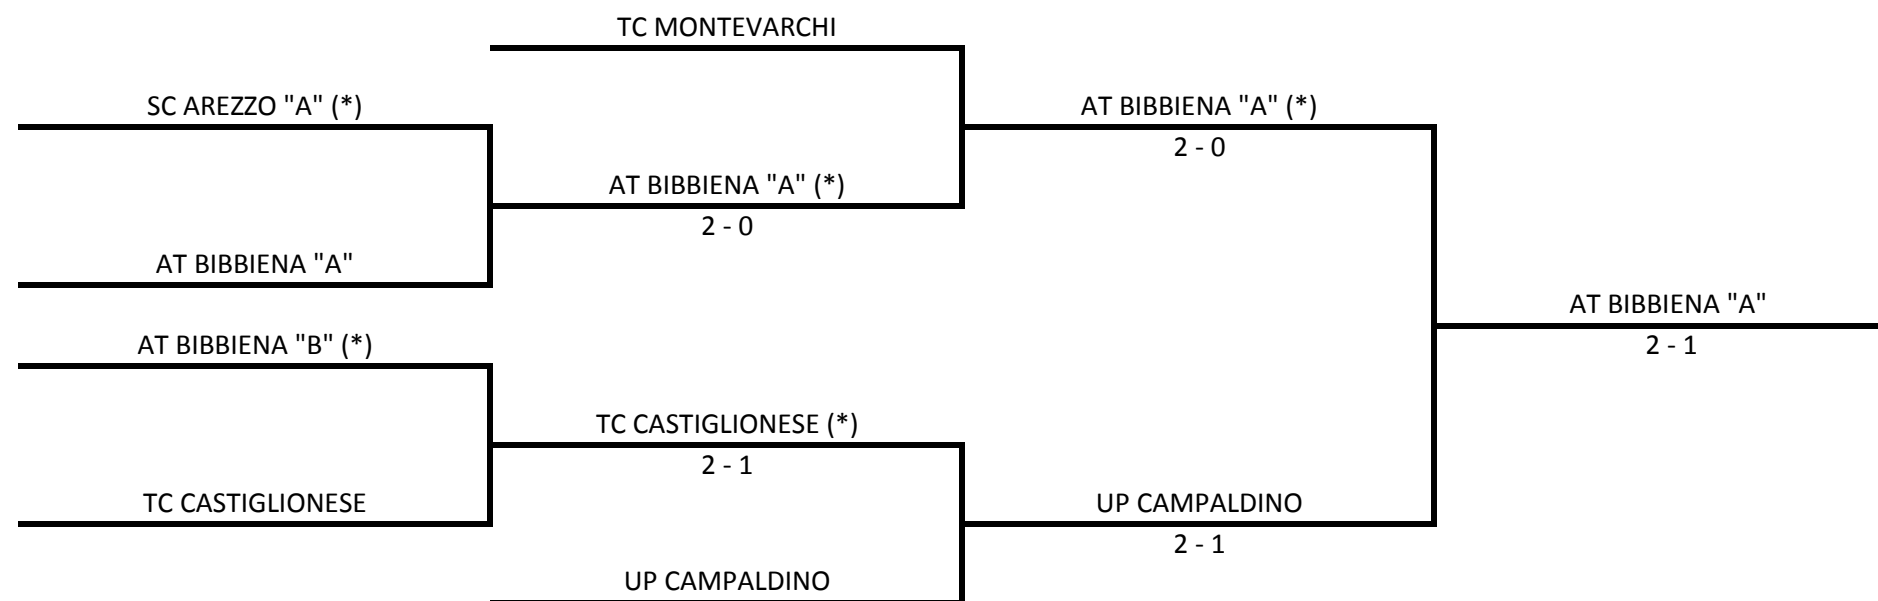 TC MONTEVARCHI
SC AREZZO "A" (*)
AT BIBBIENA "A" (*)
2 - 0
AT BIBBIENA "A" (*)
2 - 0
AT BIBBIENA "A"
AT BIBBIENA "A"
2 - 1
AT BIBBIENA "B" (*)
TC CASTIGLIONESE (*)
2 - 1
TC CASTIGLIONESE
UP CAMPALDINO
2 - 1
UP CAMPALDINO